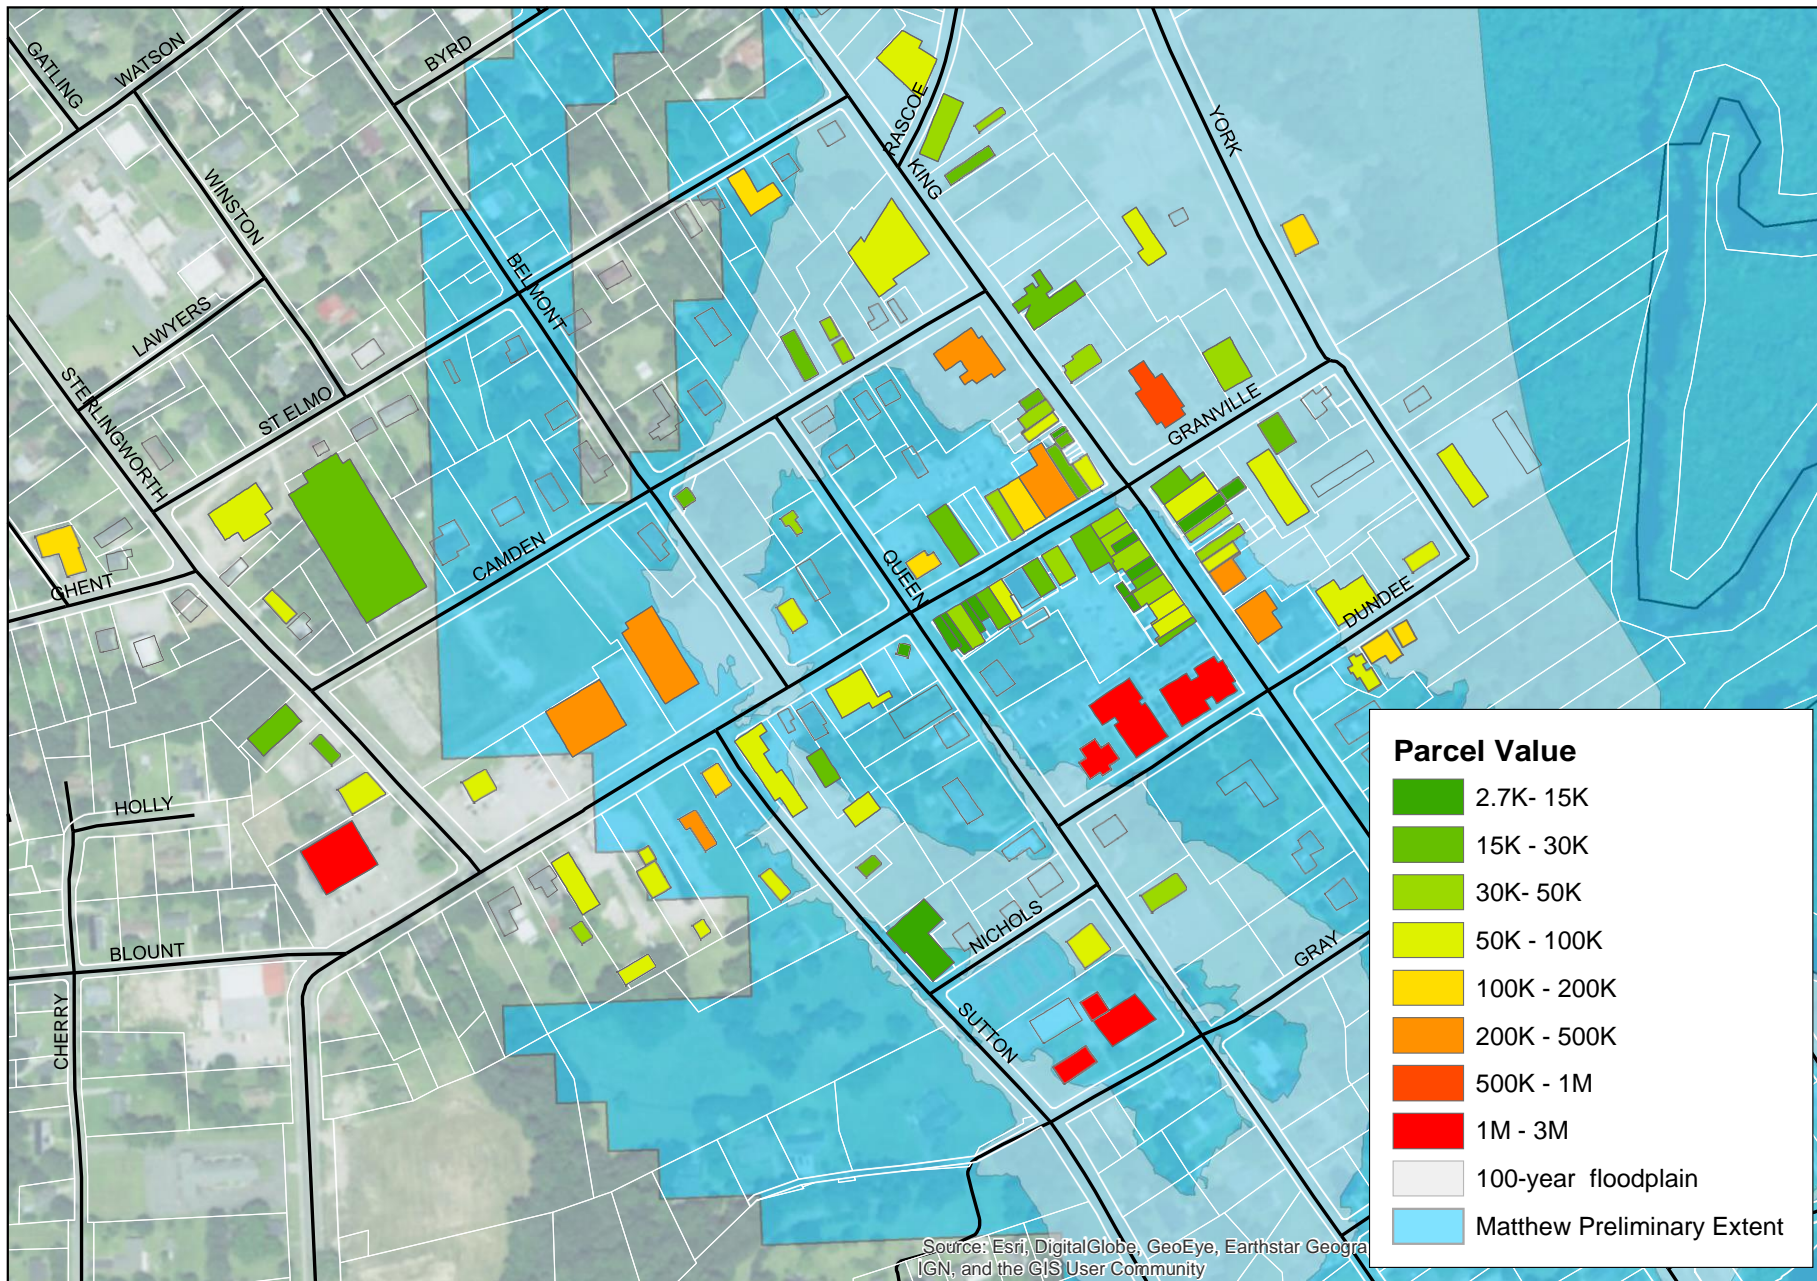 GATLING
WATSON
BYRD
RASCOE
KING
YORK
WINSTON
BELMONT
LAWYERS
STERLINGWORTH
ST ELMO
GRANVILLE
CAMDEN
QUEEN
GHENT
DUNDEE
HOLLY
BLOUNT
CHERRY
NICHOLS
GRAY
SUTTON
Parcel Value
2.7K- 15K
15K - 30K
30K- 50K
50K - 100K
100K - 200K
200K - 500K
500K - 1M
1M - 3M
100-year floodplain
Matthew Preliminary Extent
Source: Esri, DigitalGlobe, GeoEye, Earthstar Geogra
IGN, and the GIS User Community